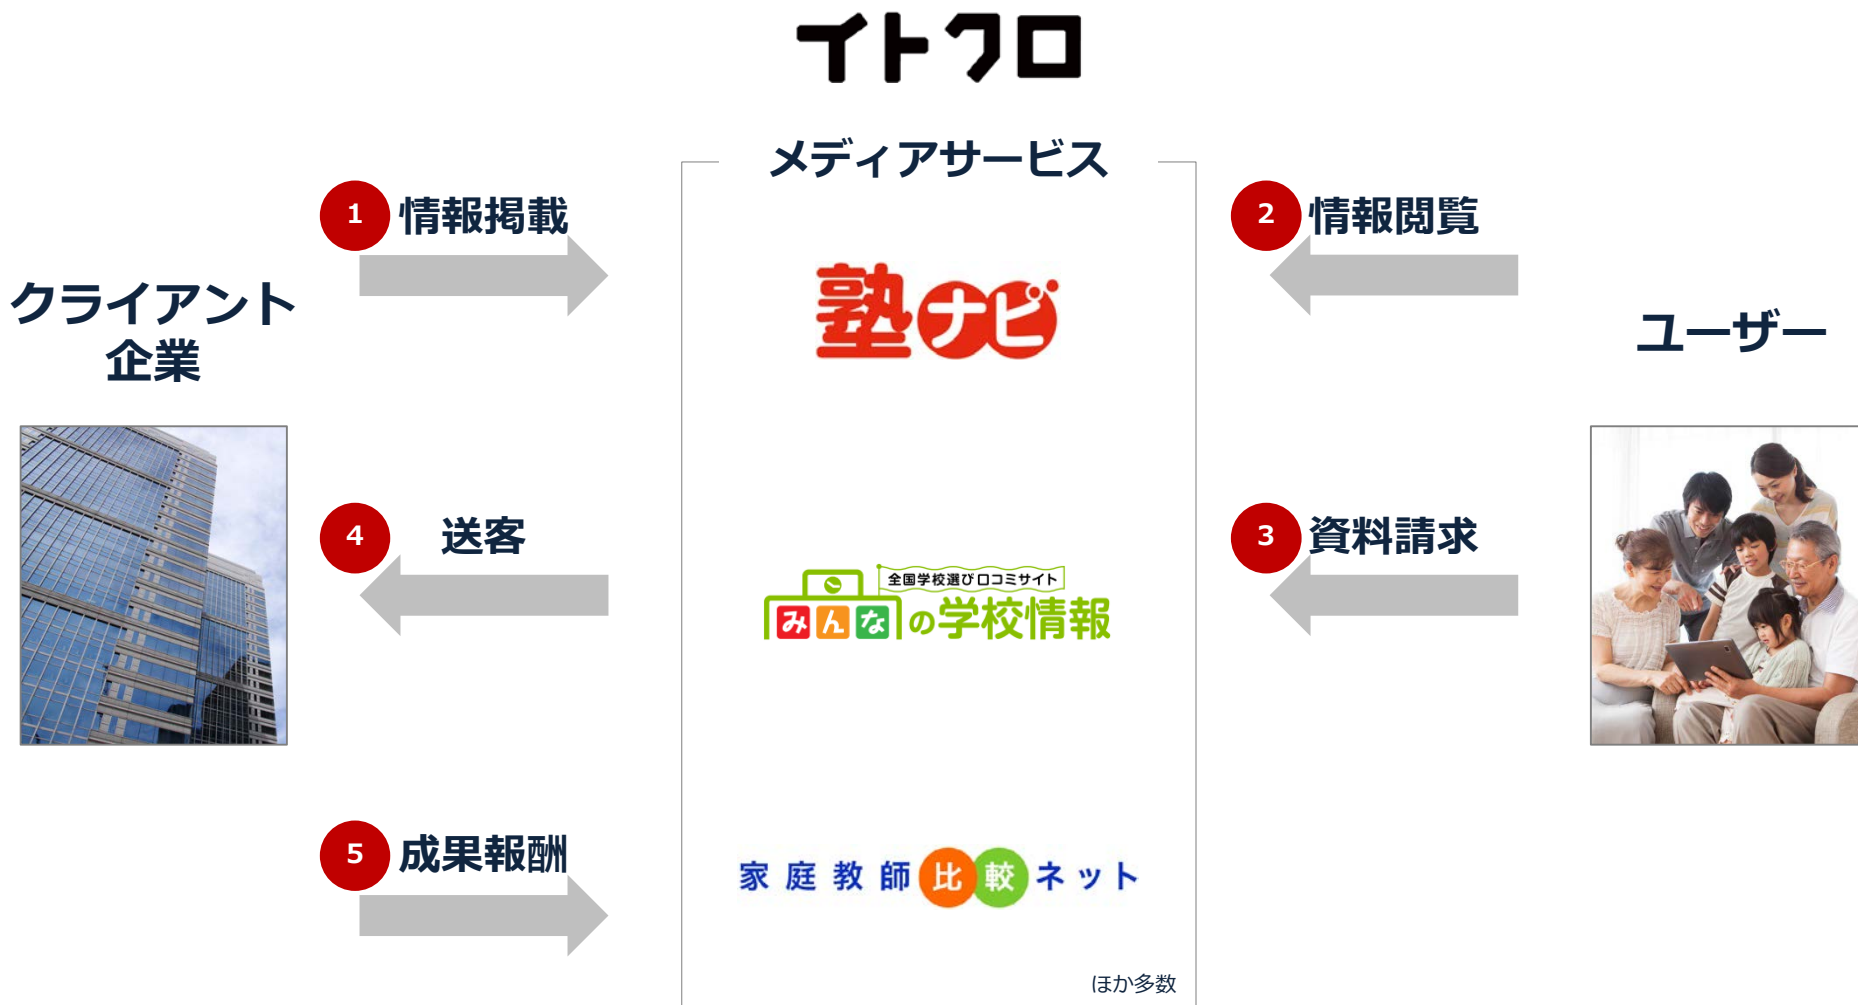 イトクロ
メディアサービス
1 情報掲載
2 情報閲覧
クライアント
企業
塾ナビ
ユーザー
4 送客
3 資料請求
全国学校選び口コミサイト
みんなの学校情報
5 成果報酬
家庭教師比較ネット
ほか多数